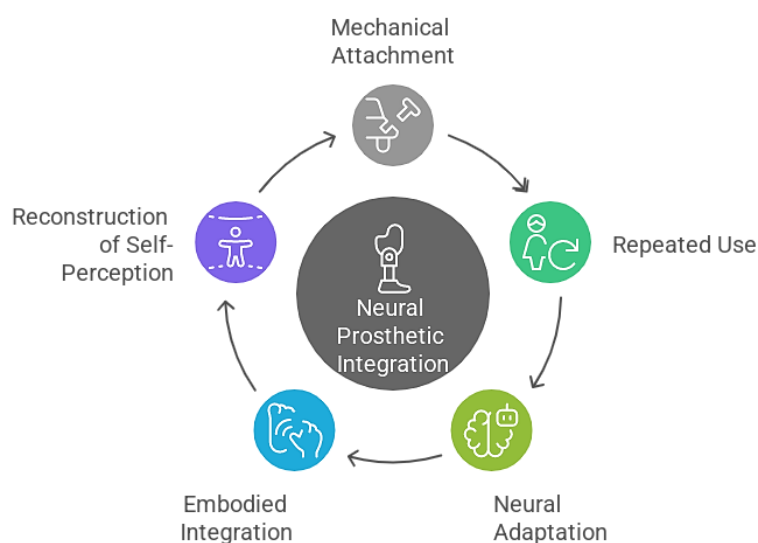 Mechanical
Attachment
Repeated Use
Neural
Adaptation
Embodied
Integration
Reconstruction
of Self-
Perception
Neural
Prosthetic
Integration